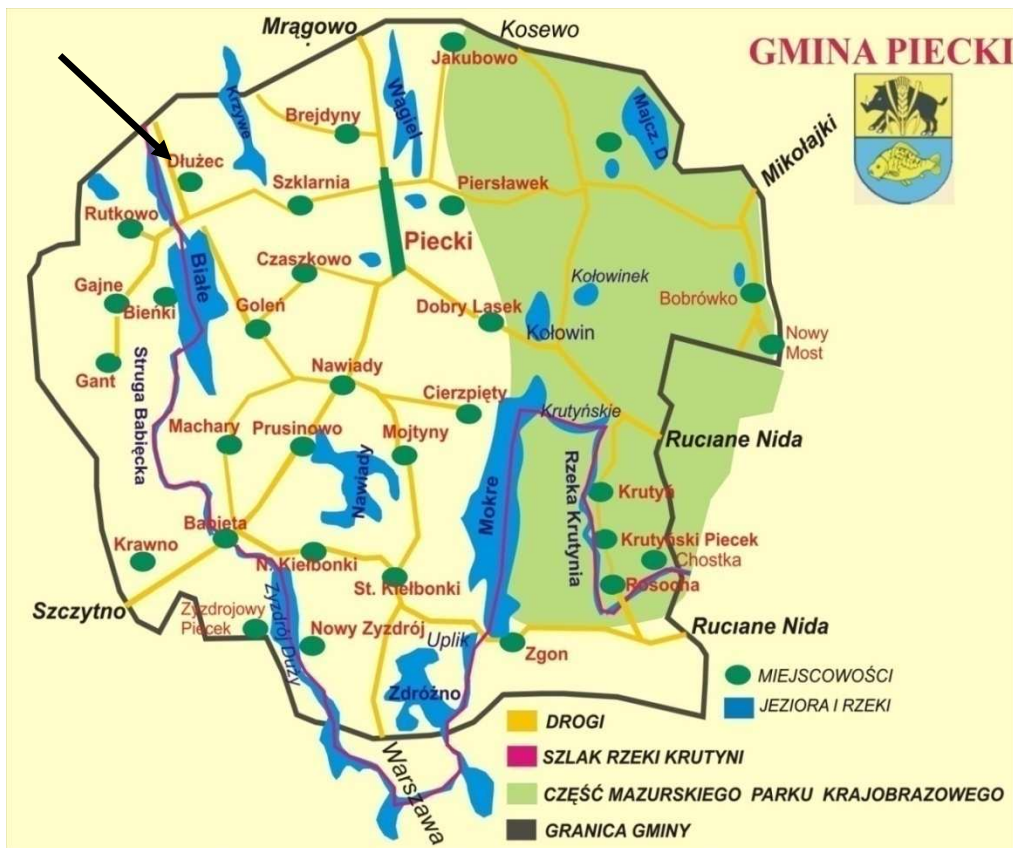 Mrągowo
Kosewo
GMINA PIECKI
Jakubowo
Krzywe
Wągiel
Majcz. D
Brejdyny
Mikołajki
Dłużec
Szklarnia
Piersławek
Rutkowo
Piecki
Białe
Czaszkowo
Kołowinek
Gajne
Bieńki
Goleń
Dobry Lasek
Bobrówko
Kołowin
Nowy
Most
Gant
Struga Babięcka
Nawiady
Cierzpięty
Krutyńskie
Machary
Prusinowo
Mojtyny
Ruciane Nida
Nawiady
Mokre
Rzeka Krutynia
Krutyń
Babięta
Krutyński Piecek
Chostka
Krawno
N. Kiełbonki
St. Kiełbonki
Rosocha
Szczytno
Zyzdrojowy
Piecek
Zyzdrój Duży
Nowy Zyzdrój
Uplik
Zgon
Ruciane Nida
Zdróżno
MIEJSCOWOŚCI
JEZIORA I RZEKI
Warszawa
DROGI
SZLAK RZEKI KRUTYNI
CZĘŚĆ MAZURSKIEGO PARKU KRAJOBRAZOWEGO
GRANICA GMINY